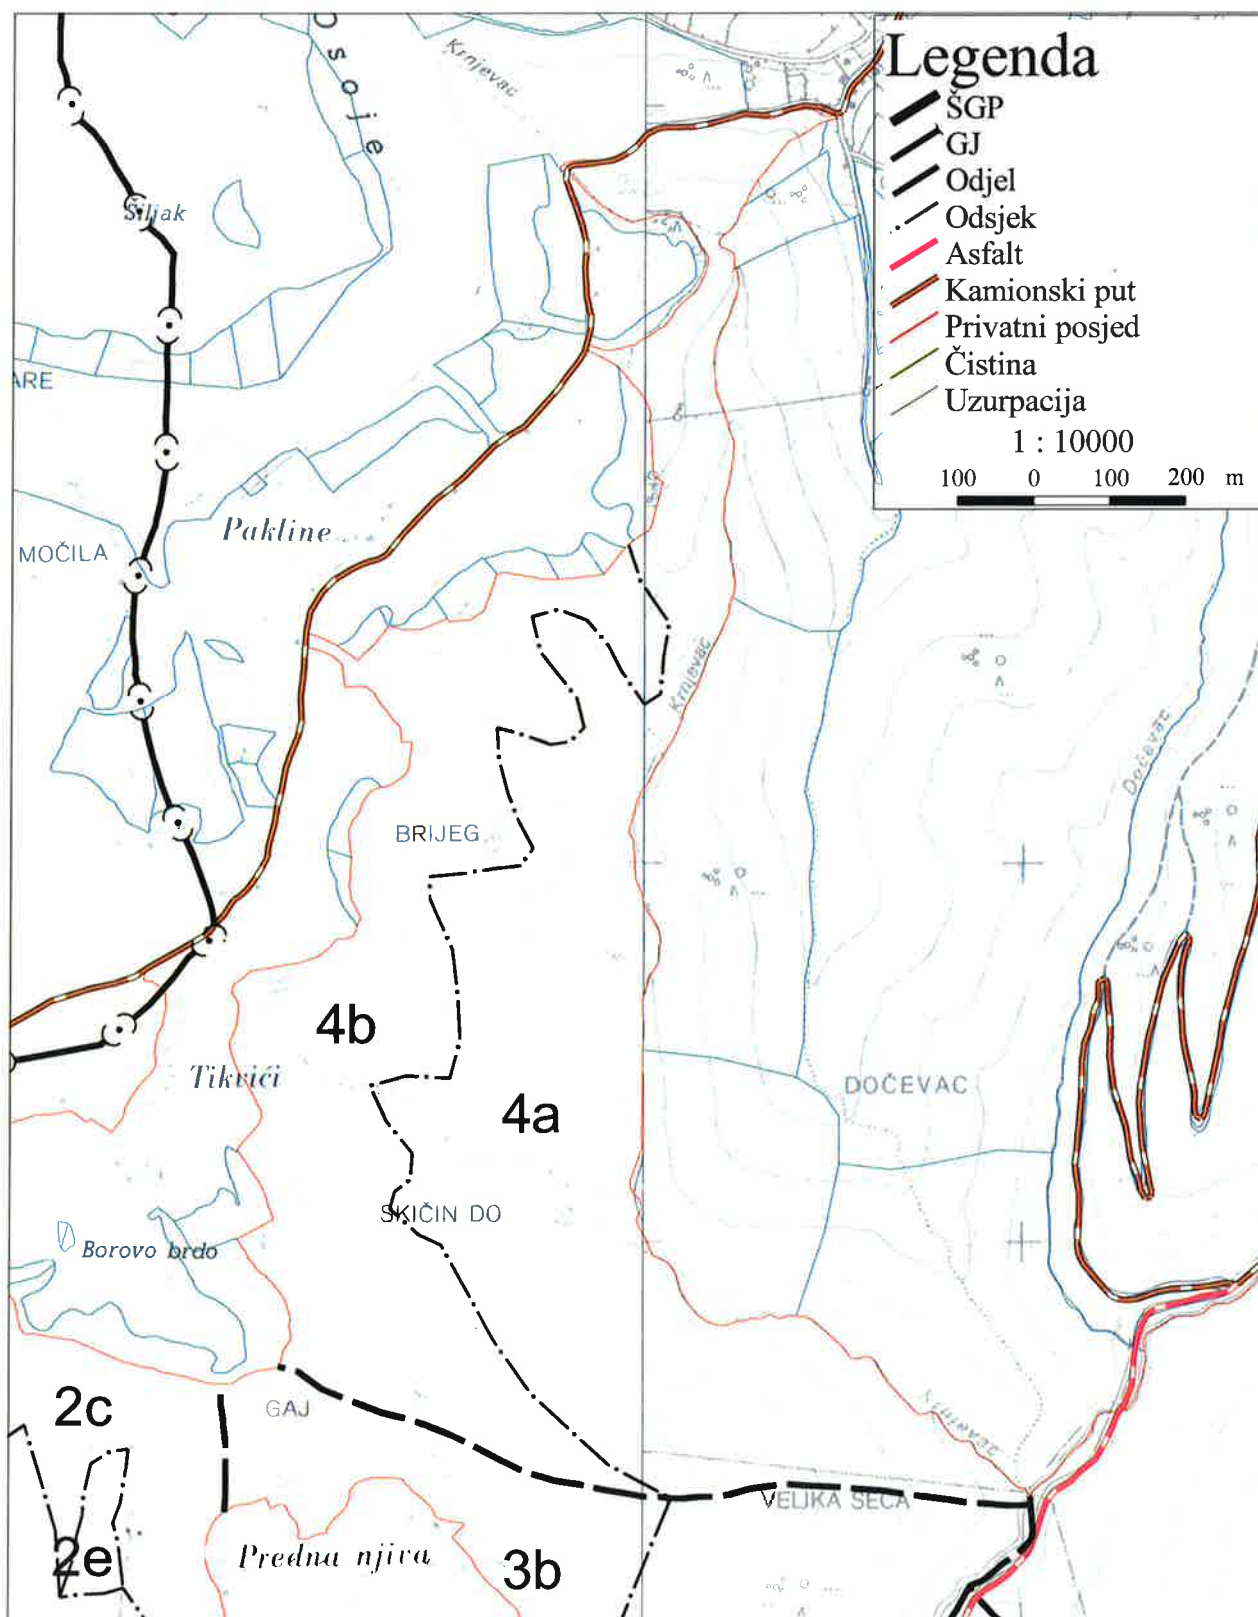 Osoje
Krnjevac
Legenda
ŠGP
GJ
Odjel
Odsjek
Asfalt
Kamionski put
Privatni posjed
Čistina
Uzurpacija
1 : 10000
100 0 100 200 m
Šiljak
ARE
Pakline
MOČILA
Krnjevac
Dočevac
BRIJEG
4b
Tikvići
4a
DOČEVAC
SKIČIN DO
Borovo brdo
2c
GAJ
VELIKA SEČA
2e
Predna njiva
3b